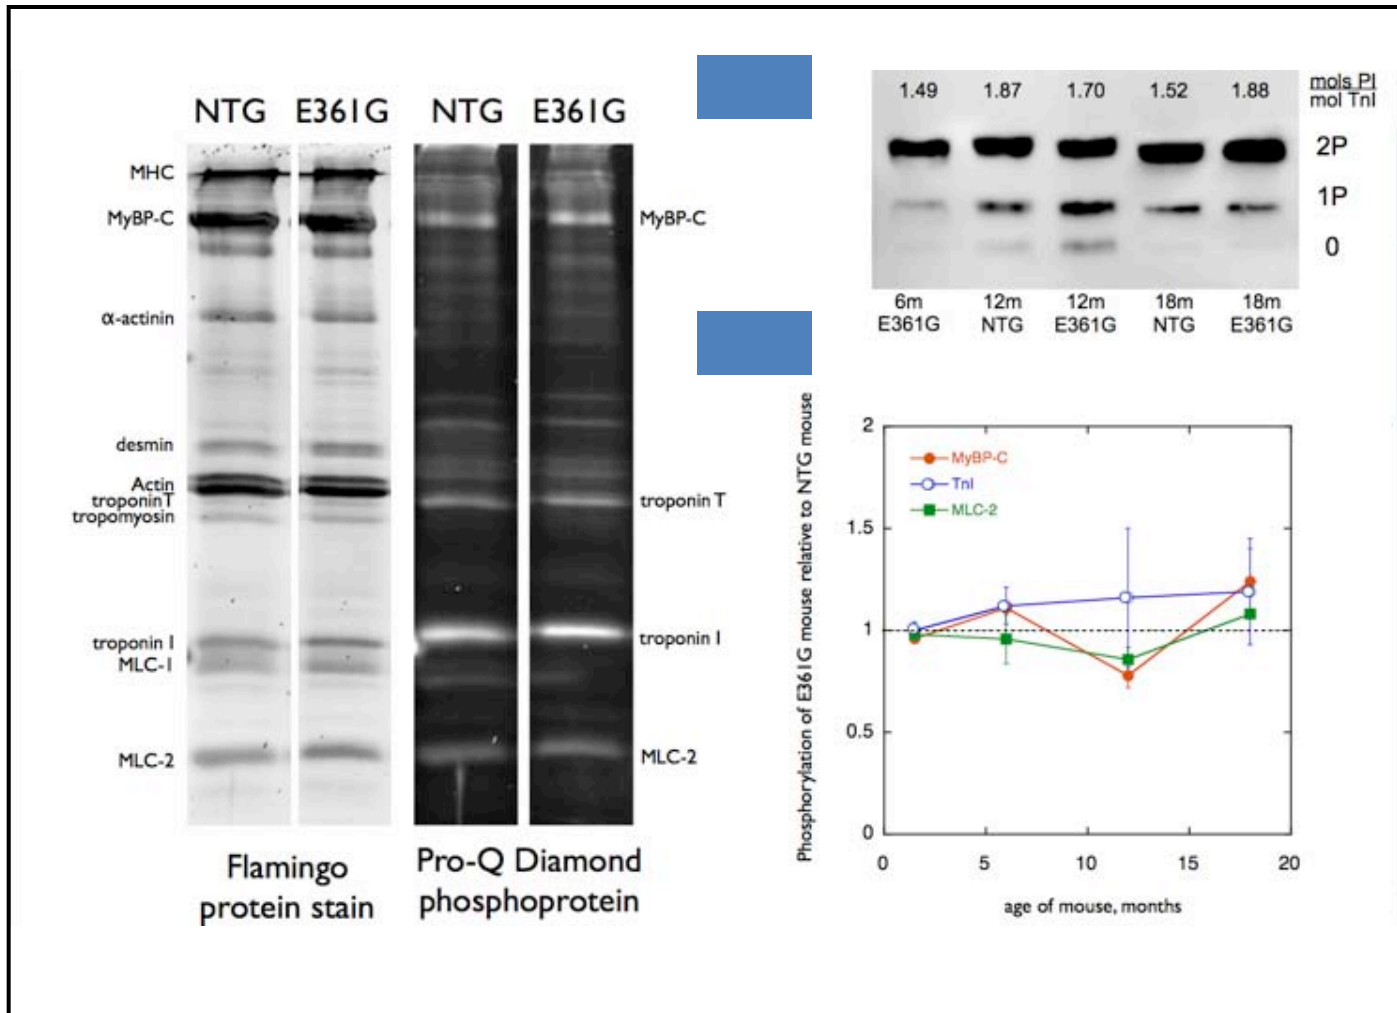 NTG E361G
MHC
MyBP-C
α-actinin
desmin
Actin
troponin T
tropomyosin
troponin I
MLC-1
MLC-2
Flamingo
protein stain
NTG E361G
MyBP-C
troponin T
troponin I
MLC-2
Pro-Q Diamond
phosphoprotein
1.49 1.87 1.70 1.52 1.88
mols PI
mol TnI
2P
1P
0
6m 12m 12m 18m 18m
E361G NTG E361G NTG E361G
Phosphorylation of E361G mouse relative to NTG mouse
2
1.5
1
0.5
0
MyBP-C
TnI
MLC-2
0 5 10 15 20
age of mouse, months